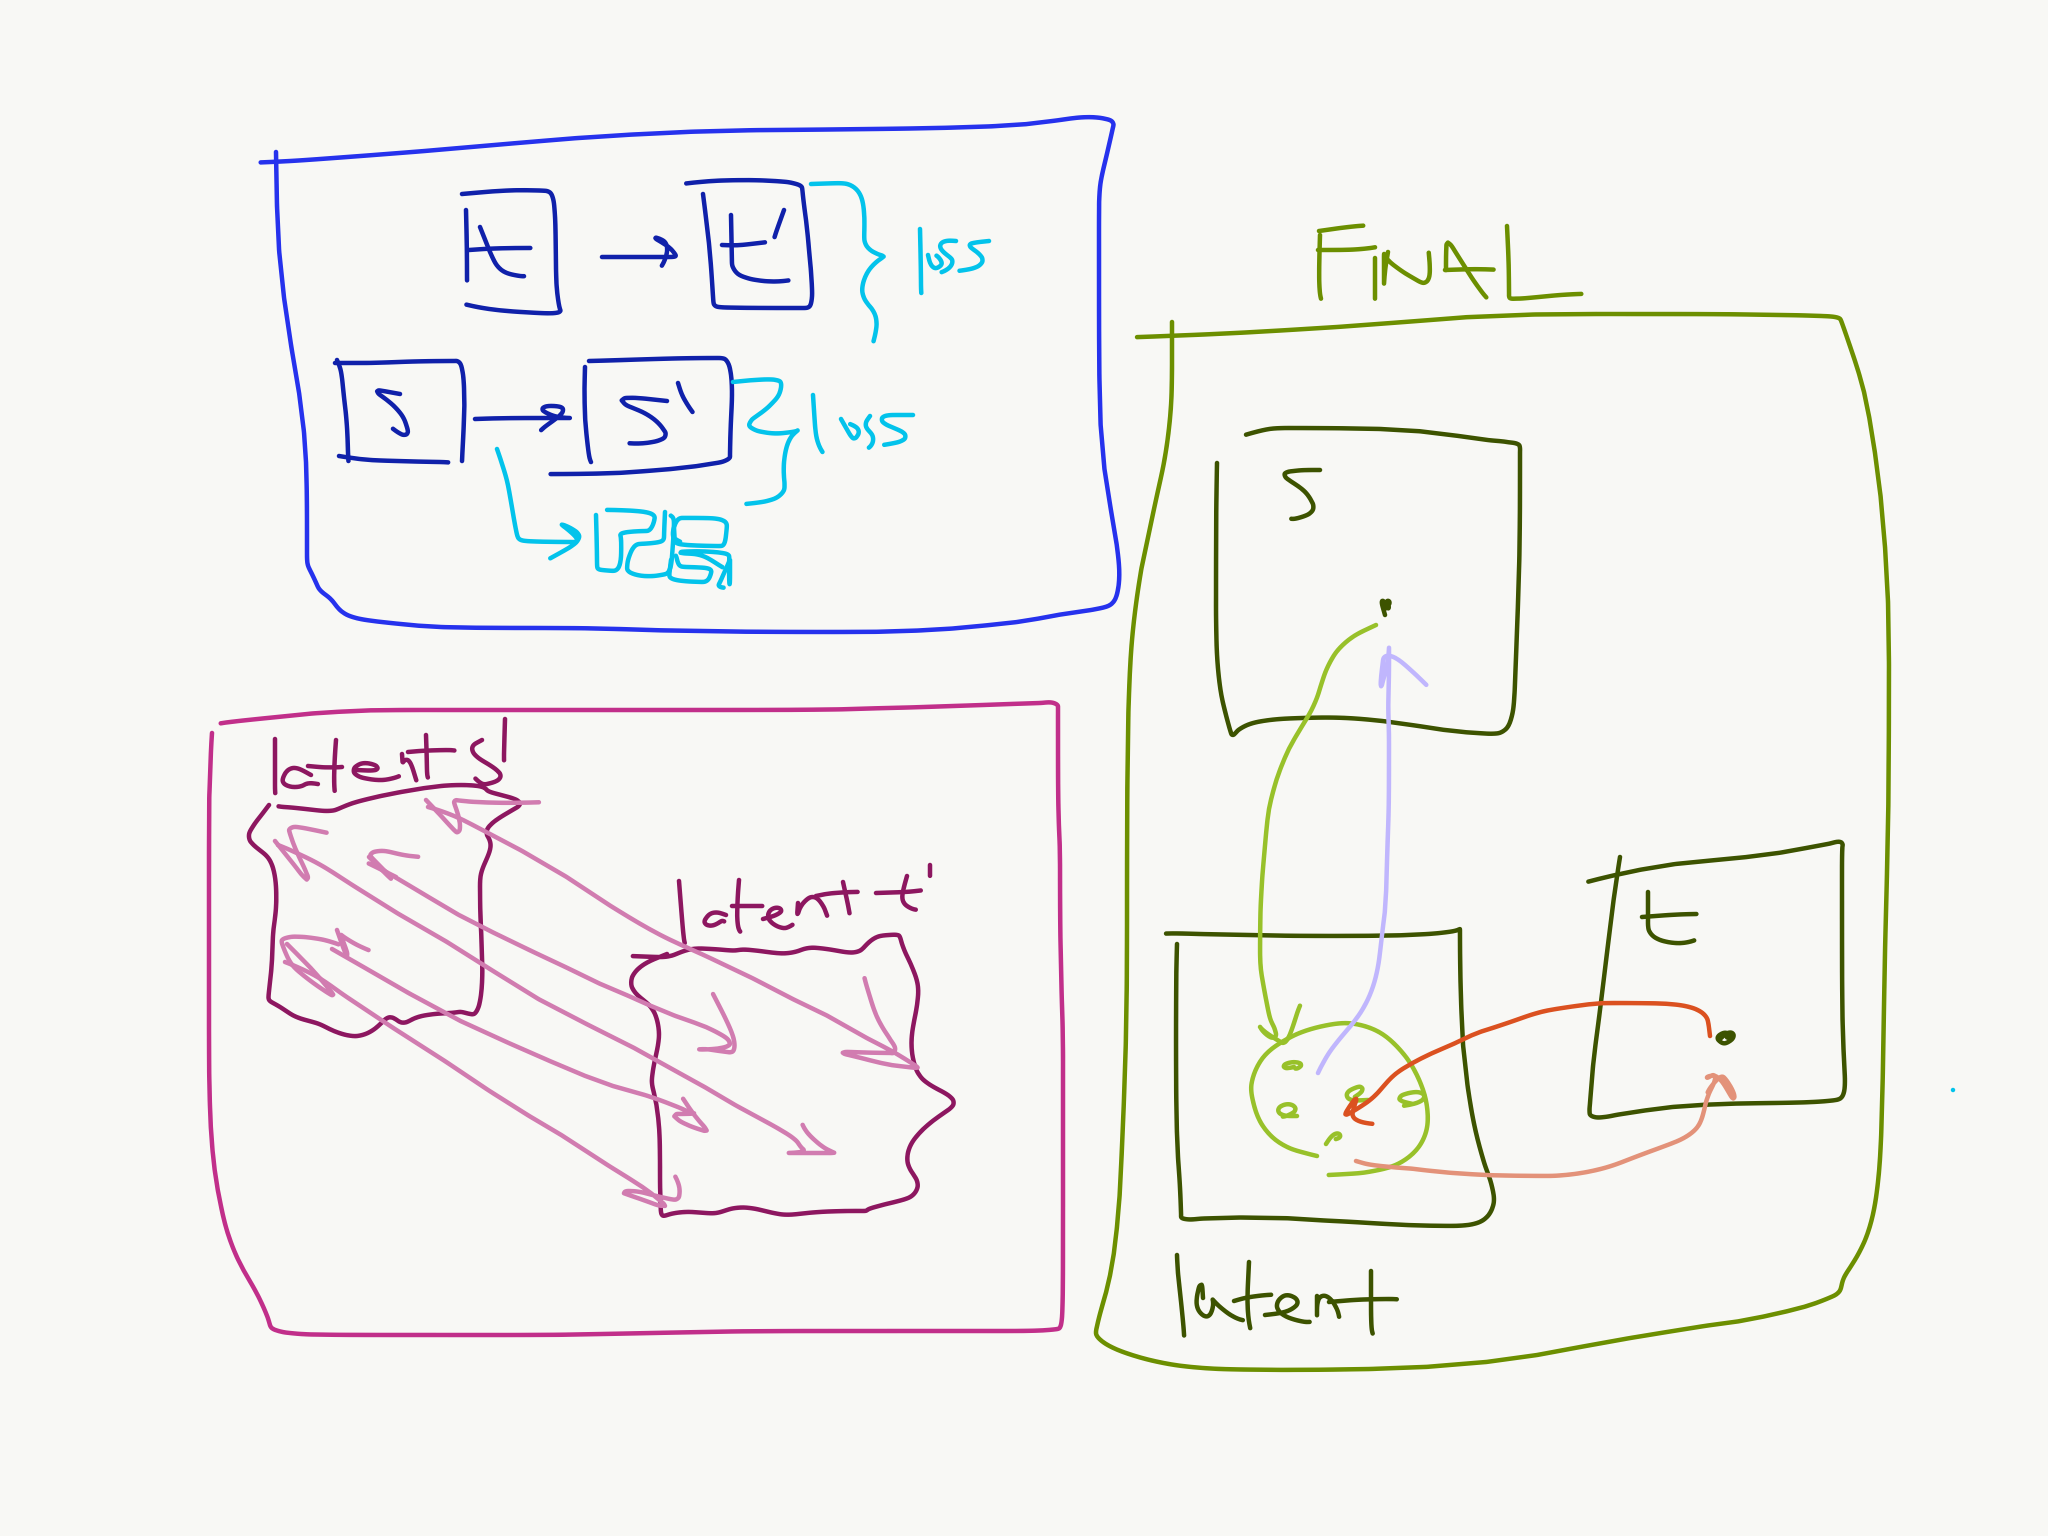 t → t' loss
s → s' loss
latent s'
latent t'
FINAL
s
t
latent